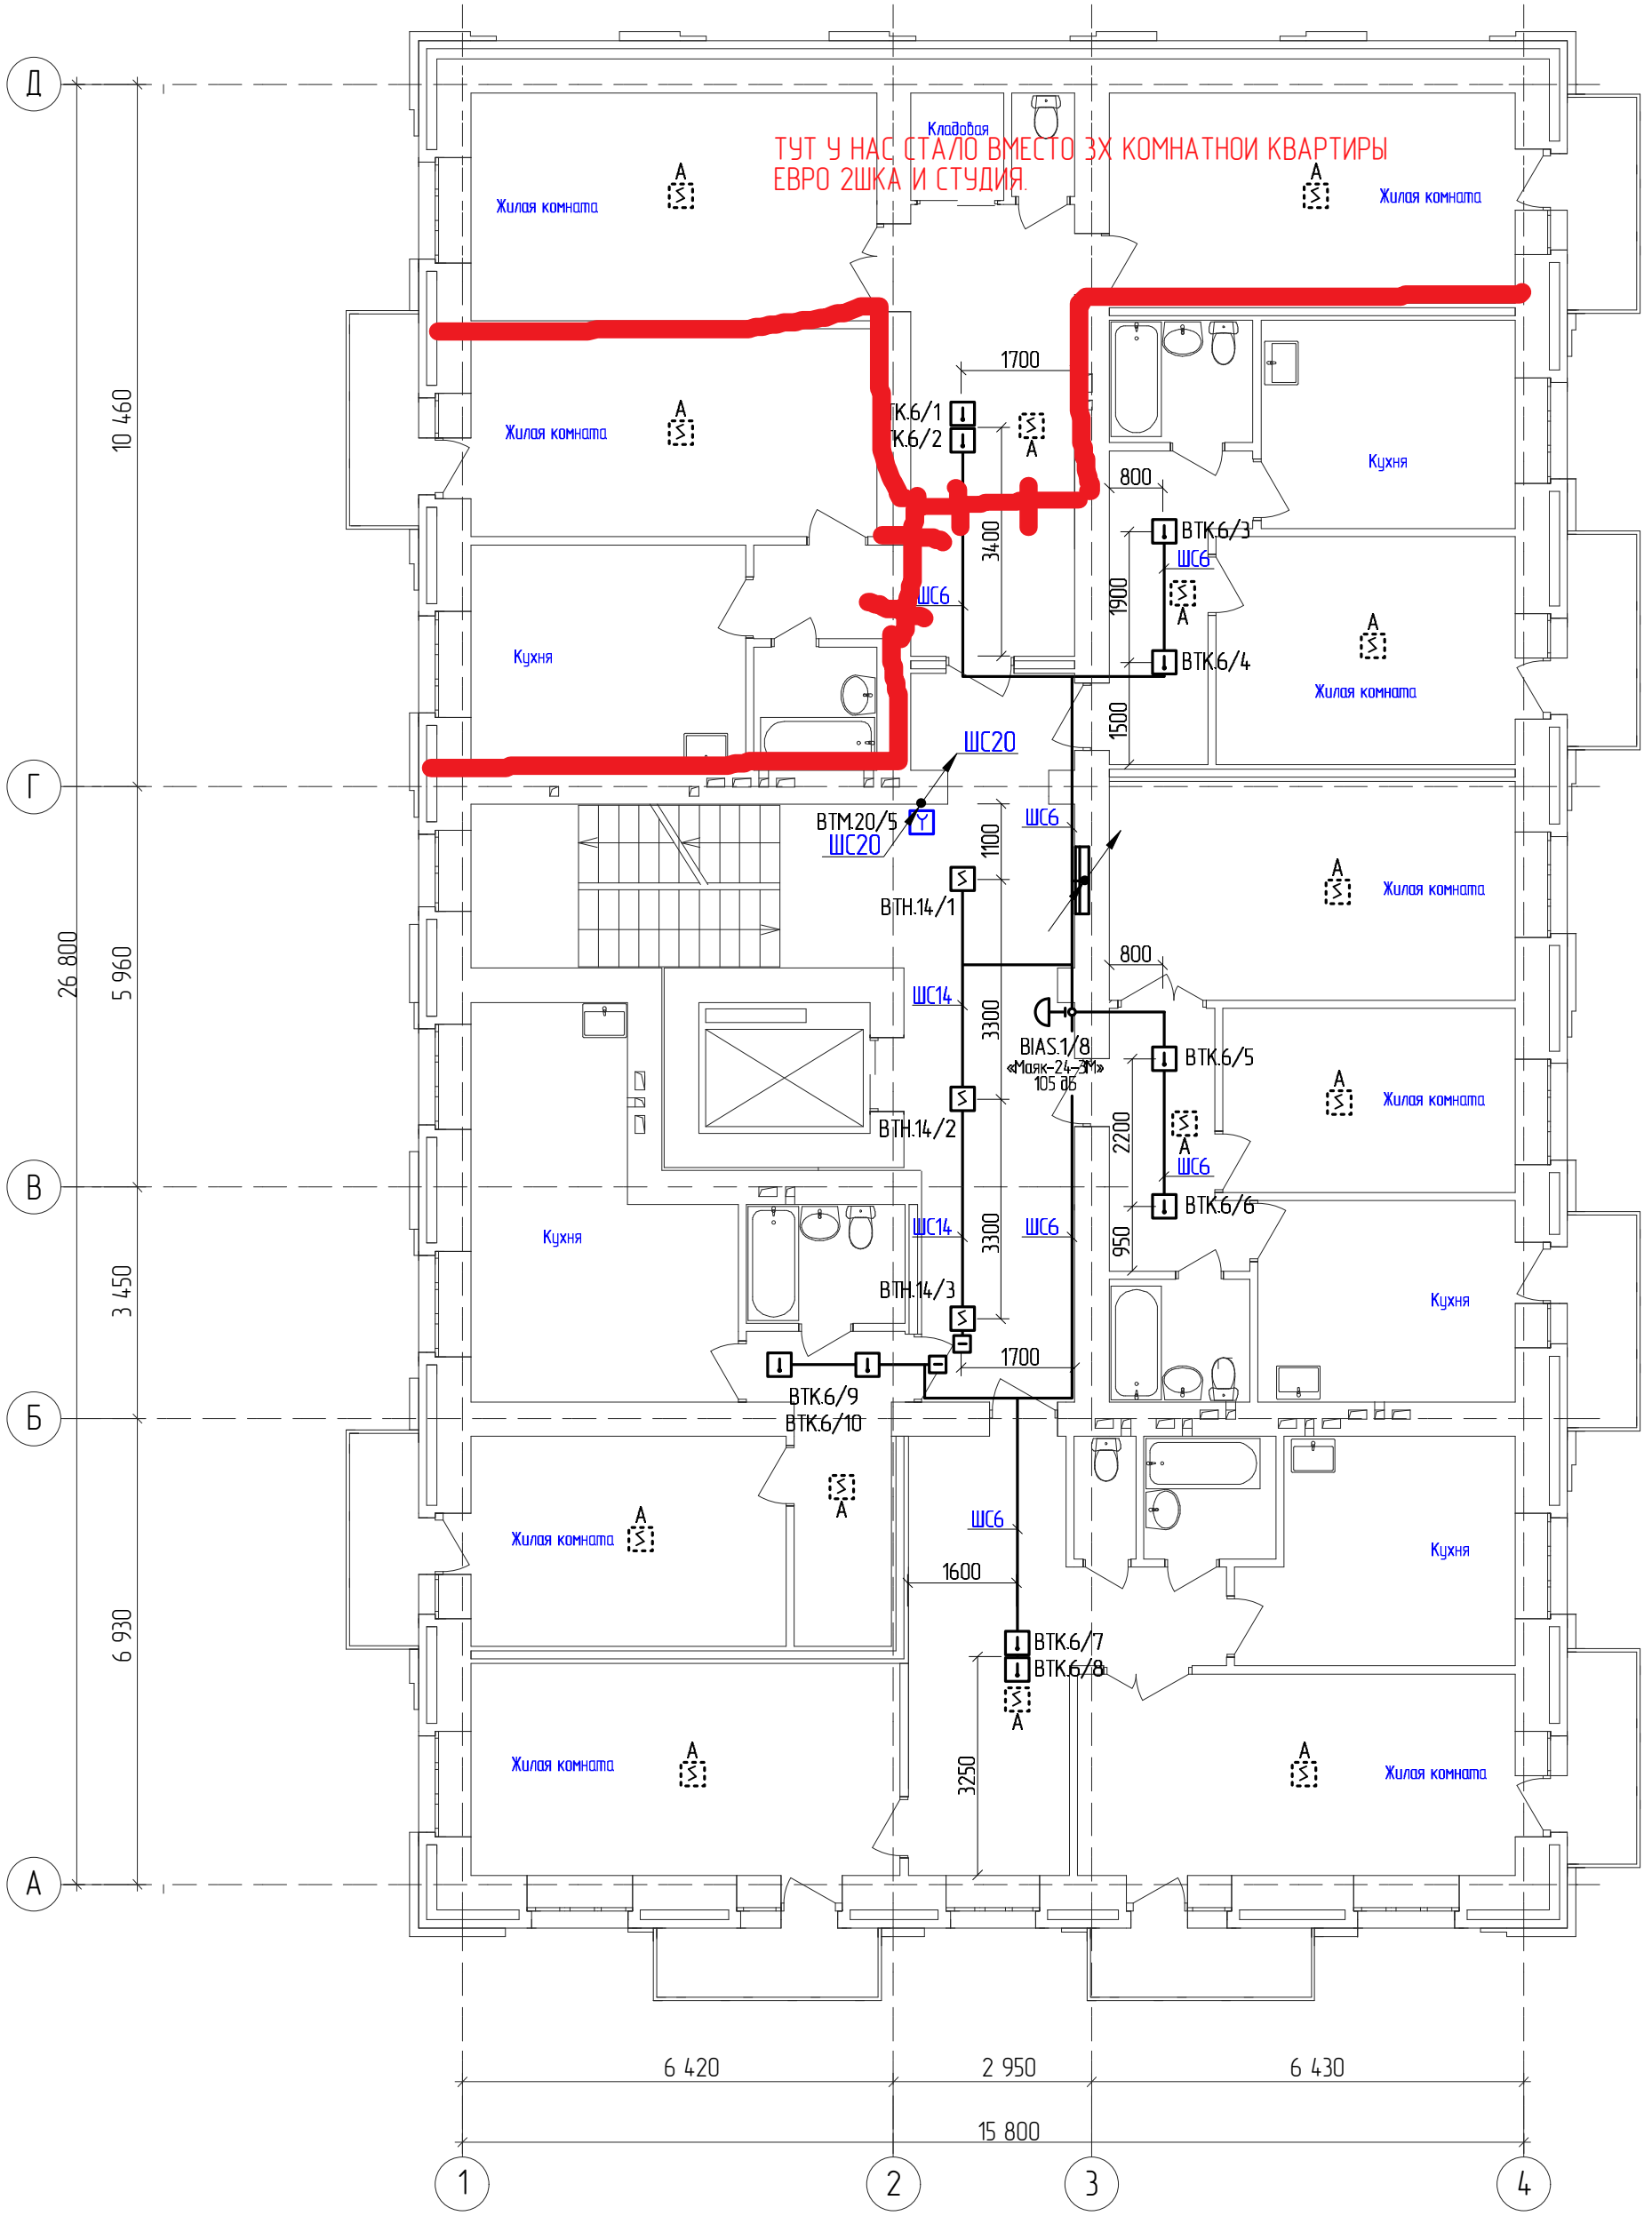 Д
Кладовая
ТУТ У НАС СТАЛО ВМЕСТО 3Х КОМНАТНОИ КВАРТИРЫ
ЕВРО 2ШКА И СТУДИЯ.
А
А
Жилая комната
Жилая комната
1700
10 460
А
Жилая комната
ТК.6/1
ТК.6/2
А
Кухня
800
3400
ВТК.6/3
ШС6
1900
А
ШС6
Кухня
А
ВТК.6/4
Жилая комната
1500
ШС20
Г
ВТМ.20/5
ШС20
1100
ШС6
А
Жилая комната
ВТН.14/1
26 800
5 960
800
ШС14
3300
BIAS.1/8
«Маяк-24-3М»
105 дБ
ВТК.6/5
А
Жилая комната
ВТН.14/2
2200
А
ШС6
В
ВТК.6/6
Кухня
ШС14
3300
ШС6
950
3 450
ВТН.14/3
Кухня
1700
ВТК.6/9
ВТК.6/10
Б
А
А
Жилая комната
ШС6
Кухня
1600
6 930
ВТК.6/7
ВТК.6/8
А
А
Жилая комната
3250
А
Жилая комната
А
6 420
2 950
6 430
15 800
1
2
3
4